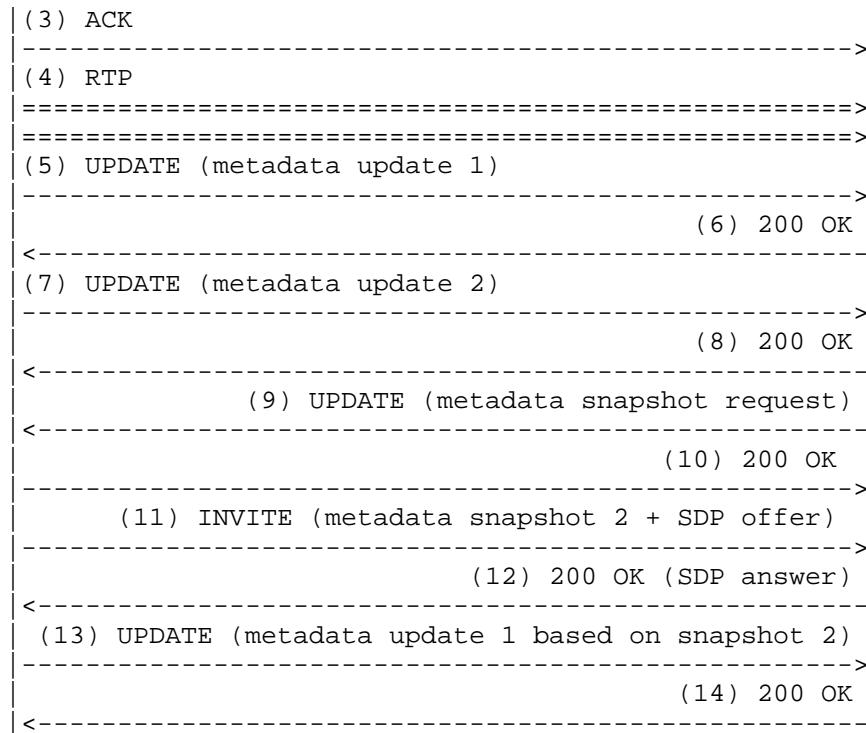 (3) ACK
(4) RTP
(5) UPDATE (metadata update 1)
(6) 200 OK
(7) UPDATE (metadata update 2)
(8) 200 OK
(9) UPDATE (metadata snapshot request)
(10) 200 OK
(11) INVITE (metadata snapshot 2 + SDP offer)
(12) 200 OK (SDP answer)
(13) UPDATE (metadata update 1 based on snapshot 2)
(14) 200 OK